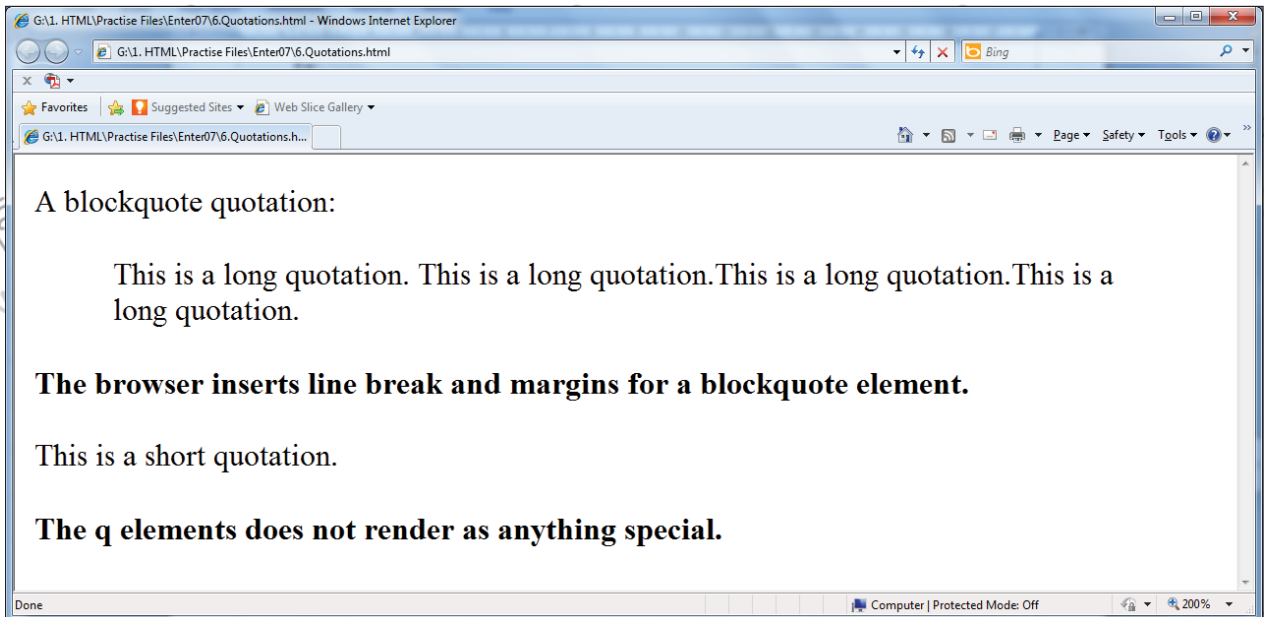 G:\1. HTML\Practise Files\Enter07\6.Quotations.html - Windows Internet Explorer
G:\1. HTML\Practise Files\Enter07\6.Quotations.html
Bing
x
Favorites
Suggested Sites
Web Slice Gallery
G:\1. HTML\Practise Files\Enter07\6.Quotations.h...
Page
Safety
Tools
A blockquote quotation:
This is a long quotation. This is a long quotation.This is a long quotation.This is a
long quotation.
The browser inserts line break and margins for a blockquote element.
This is a short quotation.
The q elements does not render as anything special.
Done
Computer | Protected Mode: Off
200%